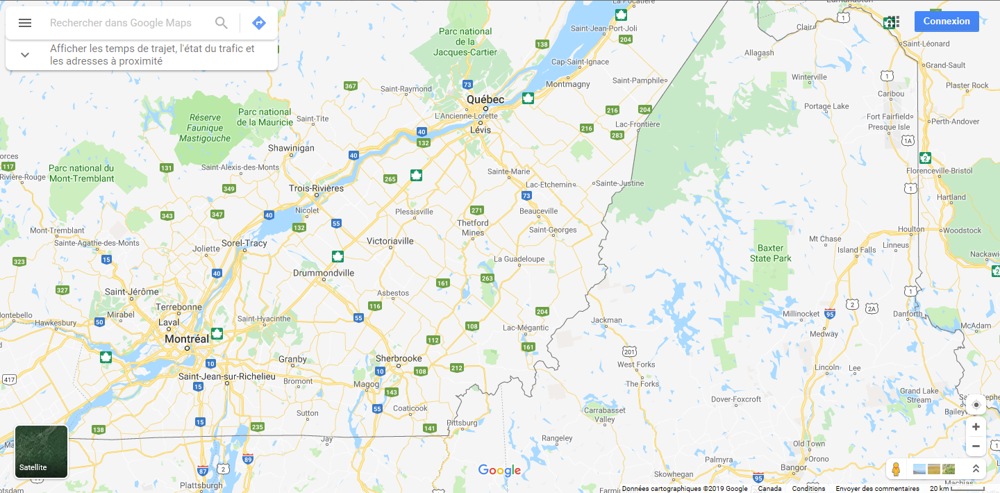 Rechercher dans Google Maps
Afficher les temps de trajet, l'état du trafic et
les adresses à proximité
Connexion
La Pocatière
Edmundston
1
Clair
Saint-Jean-Port-Joli
204
Parc national
de la
Jacques-Cartier
138
Saint-Léonard
Allagash
Cap-Saint-Ignace
Grand-Sault
1
Winterville
73
Montmagny
Saint-Pamphile
367
Saint-Raymond
Plaster Rock
Caribou
Québec
Portage Lake
216
204
Parc national
de la Mauricie
Réserve
Faunique
Mastigouche
L'Ancienne-Lorette
Saint-Tite
Fort Fairfield
Perth-Andover
Lac-Frontière
Presque Isle
Lévis
216
283
40
132
1A
Shawinigan
40
2
117
Rivière-Rouge
Parc national du
Mont-Tremblant
131
Saint-Alexis-des-Monts
Florenceville-Bristol
Sainte-Marie
265
Lac-Etchemin
Sainte-Justine
349
Trois-Rivières
1
73
Hartland
Nicolet
343
347
40
Plessisville
271
Beauceville
132
55
Thetford
Mines
Saint-Georges
Mont-Tremblant
Houlton
Woodstock
Sainte-Agathe-des-Monts
Joliette
Sorel-Tracy
Victoriaville
Mt Chase
Linneus
Island Falls
Baxter
State Park
323
15
La Guadeloupe
Nackawic
40
Drummondville
263
2
161
327
Saint-Jérôme
Asbestos
1
116
Terrebonne
2
2A
Mirabel
204
95
Danforth
Hawkesbury
50
Laval
Saint-Hyacinthe
55
Jackman
Millinocket
McAdam
108
Lac-Mégantic
Montréal
112
161
Medway
201
Granby
Sherbrooke
10
West Forks
Lincoln
Lee
417
Saint-Jean-sur-Richelieu
10
108
212
Bromont
Magog
The Forks
15
143
Grand Lake
Stream
Dover-Foxcroft
55
Coaticook
Carrabasset
Valley
Sutton
15
138
235
141
Pittsburg
Jay
Rangeley
Old Town
1
89
Orono
Satellite
87
2
Google
Palmyra
Bangor
Skowhegan
95
Plattsburgh
Machias
Données cartographiques ©2019 Google
Canada
Conditions
Envoyer des commentaires
20 km